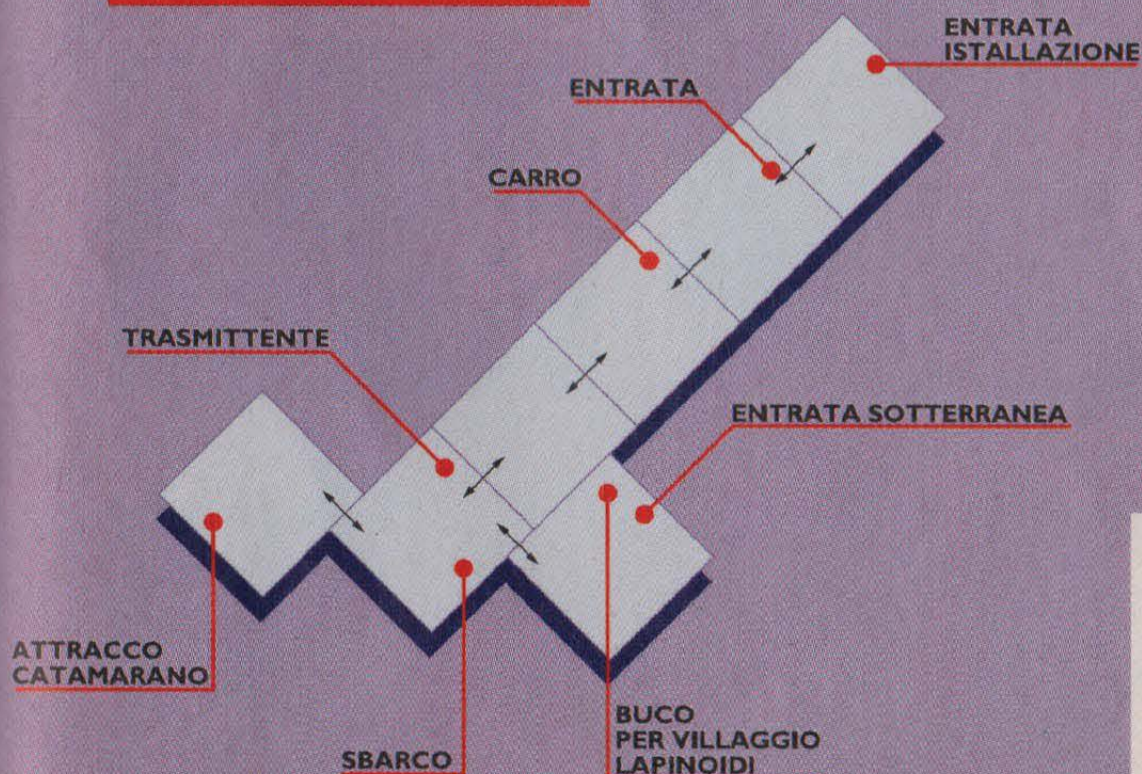 ENTRATA
ISTALLAZIONE
ENTRATA
CARRO
TRASMITTENTE
ENTRATA SOTTERRANEA
ATTRACCO
CATAMARANO
BUCO
PER VILLAGGIO
LAPINOIDI
SBARCO